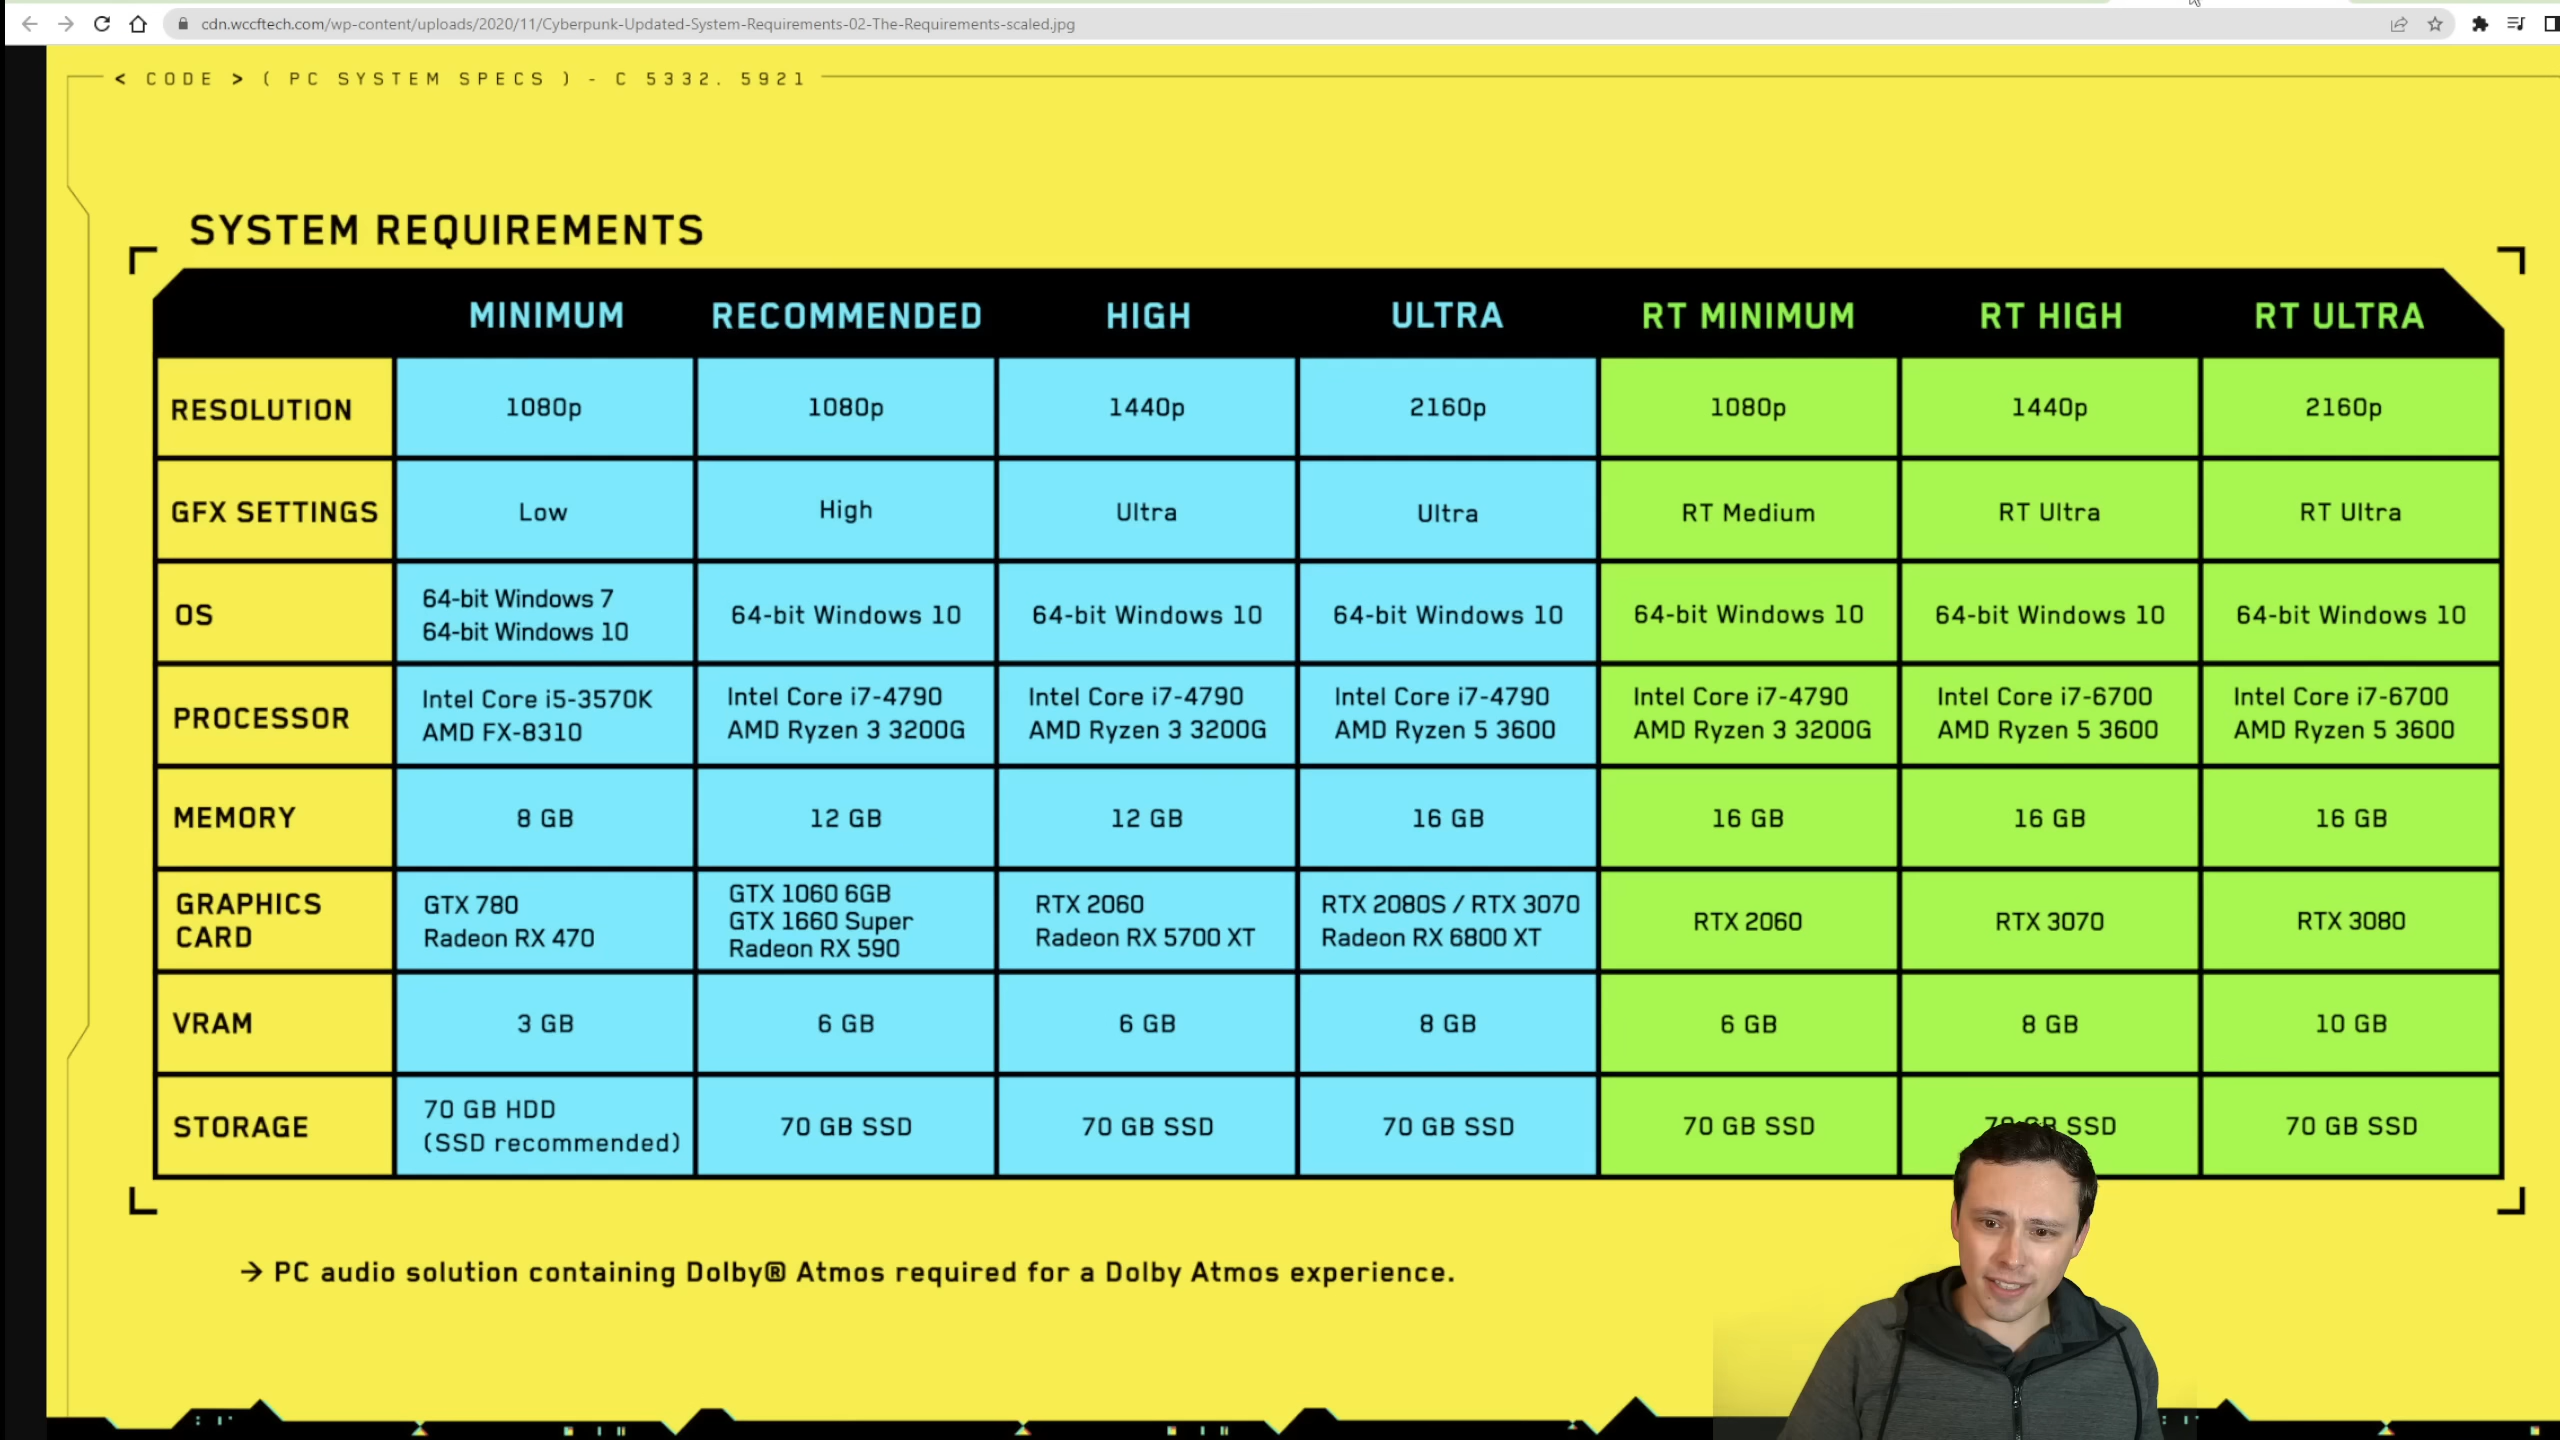 cdn.wccftech.com/wp-content/uploads/2020/11/Cyberpunk-Updated-System-Requirements-02-The-Requirements-scaled.jpg
< CODE > ( PC SYSTEM SPECS ) - C 5332. 5921
SYSTEM REQUIREMENTS
MINIMUM RECOMMENDED HIGH ULTRA RT MINIMUM RT HIGH RT ULTRA
RESOLUTION 1080p 1080p 1440p 2160p 1080p 1440p 2160p
GFX SETTINGS Low High Ultra Ultra RT Medium RT Ultra RT Ultra
OS 64-bit Windows 7
64-bit Windows 10 64-bit Windows 10 64-bit Windows 10 64-bit Windows 10 64-bit Windows 10 64-bit Windows 10 64-bit Windows 10
PROCESSOR Intel Core i5-3570K Intel Core i7-4790 Intel Core i7-4790 Intel Core i7-4790 Intel Core i7-4790 Intel Core i7-6700 Intel Core i7-6700
AMD FX-8310 AMD Ryzen 3 3200G AMD Ryzen 3 3200G AMD Ryzen 5 3600 AMD Ryzen 3 3200G AMD Ryzen 5 3600 AMD Ryzen 5 3600
MEMORY 8 GB 12 GB 12 GB 16 GB 16 GB 16 GB 16 GB
GRAPHICS CARD GTX 780
Radeon RX 470
GTX 1060 6GB
GTX 1660 Super
Radeon RX 590
RTX 2060
Radeon RX 5700 XT
RTX 2080S / RTX 3070
Radeon RX 6800 XT
RTX 2060 RTX 3070 RTX 3080
VRAM 3 GB 6 GB 6 GB 8 GB 6 GB 8 GB 10 GB
STORAGE 70 GB HDD
(SSD recommended) 70 GB SSD 70 GB SSD 70 GB SSD 70 GB SSD 70 GB SSD 70 GB SSD
→ PC audio solution containing Dolby® Atmos required for a Dolby Atmos experience.